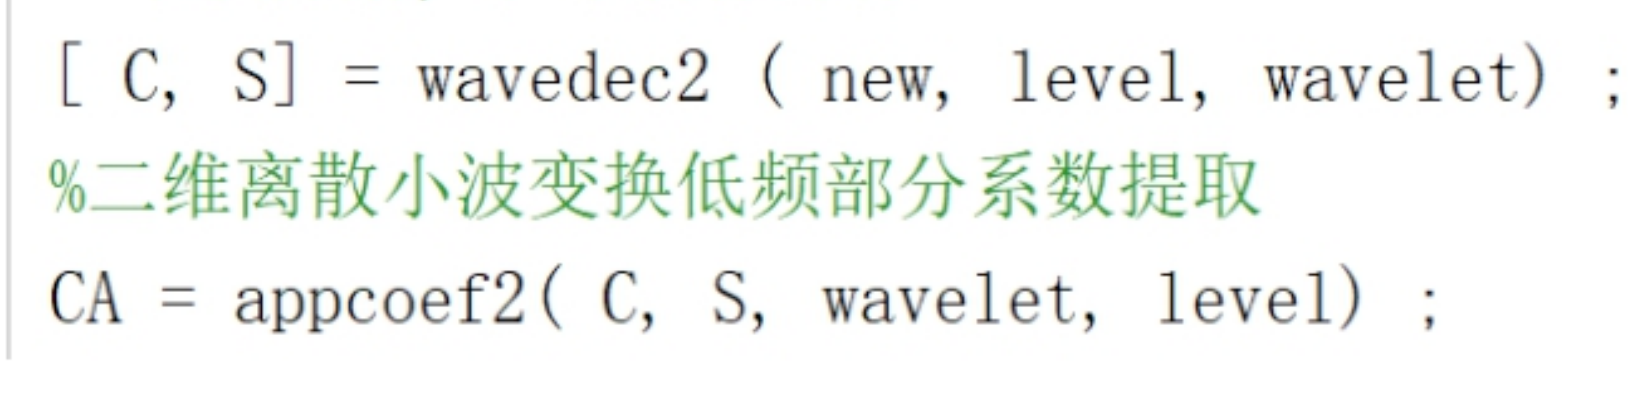 [ C, S] = wavedec2 ( new, level, wavelet) ;
%二维离散小波变换低频部分系数提取
CA = appcoef2( C, S, wavelet, level) ;